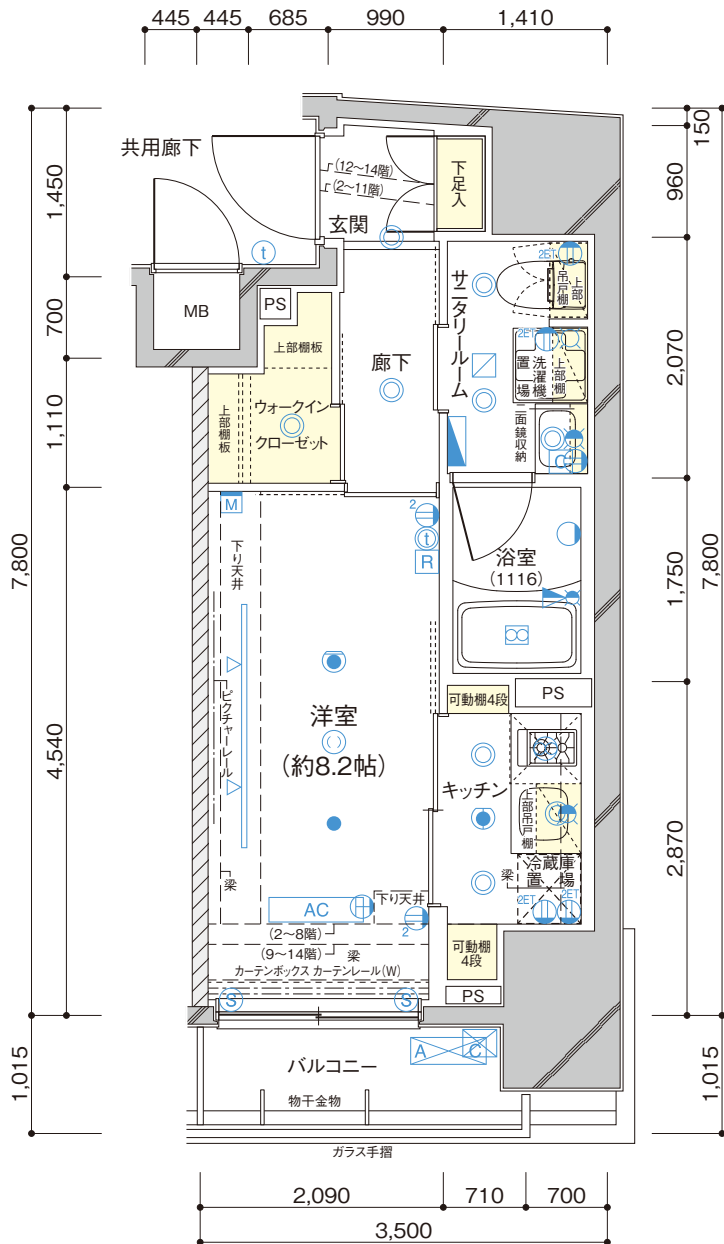 445 445 685 990 1,410
共用廊下
(12〜14階)
(2〜11階)
下足入
玄関
t
150
960
1,450
MB
PS
700
上部棚板
上部棚板
ウォークイン
クローゼット
廊下
サニタリールーム
2ET
上部吊戸棚
2ET
洗濯機置場
上部棚
二面鏡収納
C
2,070
1,110
M
下り天井
2
t
R
浴室
(1116)
1,750
7,800
7,800
ピクチャーレール
洋室
(約8.2帖)
可動棚4段
PS
キッチン
上部吊戸棚
4,540
2,870
梁
冷蔵庫置場
梁
2ET
2ET
AC
下り天井
2
(2〜8階)
(9〜14階)
梁
カーテンボックス カーテンレール(W)
可動棚
4段
PS
S
S
バルコニー
A
C
物干金物
1,015
1,015
ガラス手摺
2,090 710 700
3,500